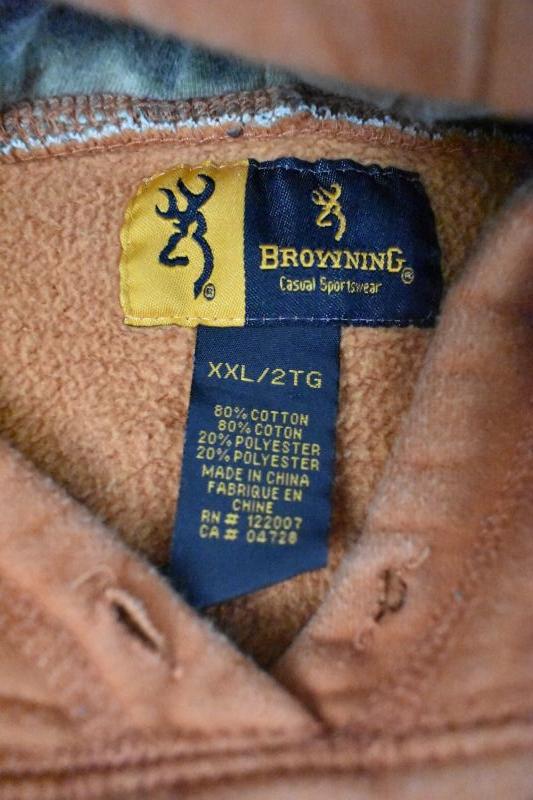 BROWNING®
Casual Sportswear
®
XXL/2TG
80% COTTON
80% COTON
20% POLYESTER
20% POLYESTER
MADE IN CHINA
FABRIQUE EN
CHINE
RN# 122007
CA# 04728